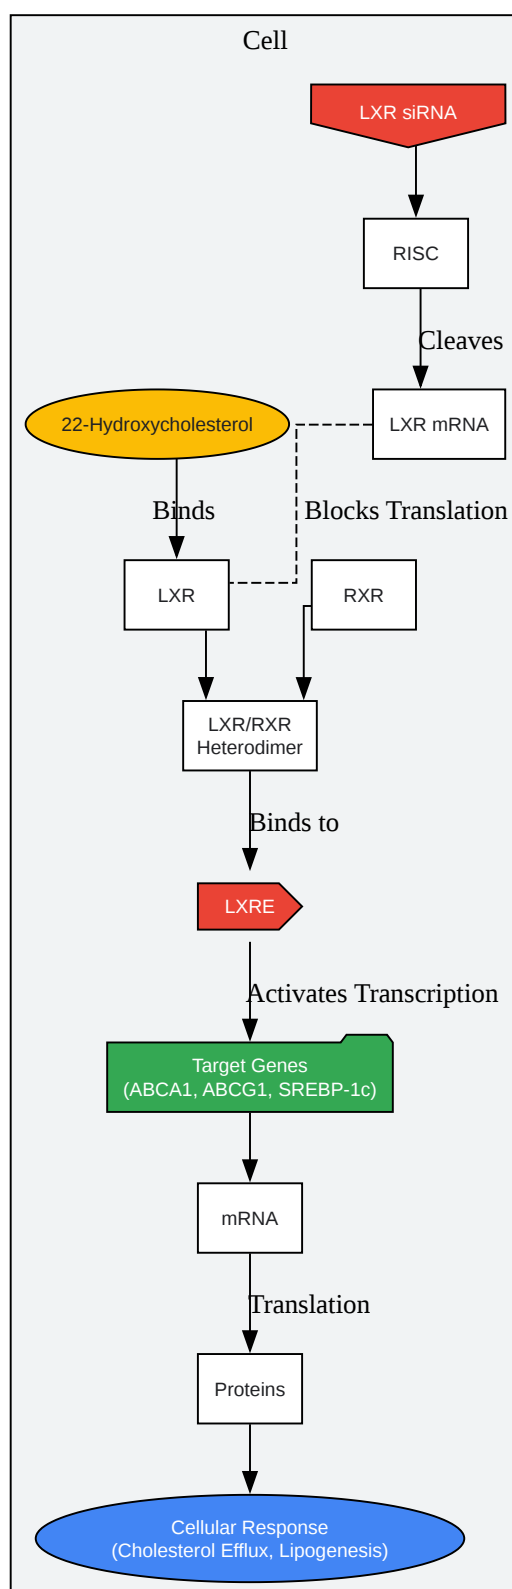 Cell
LXR siRNA
RISC
Cleaves
22-Hydroxycholesterol
LXR mRNA
Binds
Blocks Translation
LXR
RXR
LXR/RXR
Heterodimer
Binds to
LXRE
Activates Transcription
Target Genes
(ABCA1, ABCG1, SREBP-1c)
mRNA
Translation
Proteins
Cellular Response
(Cholesterol Efflux, Lipogenesis)